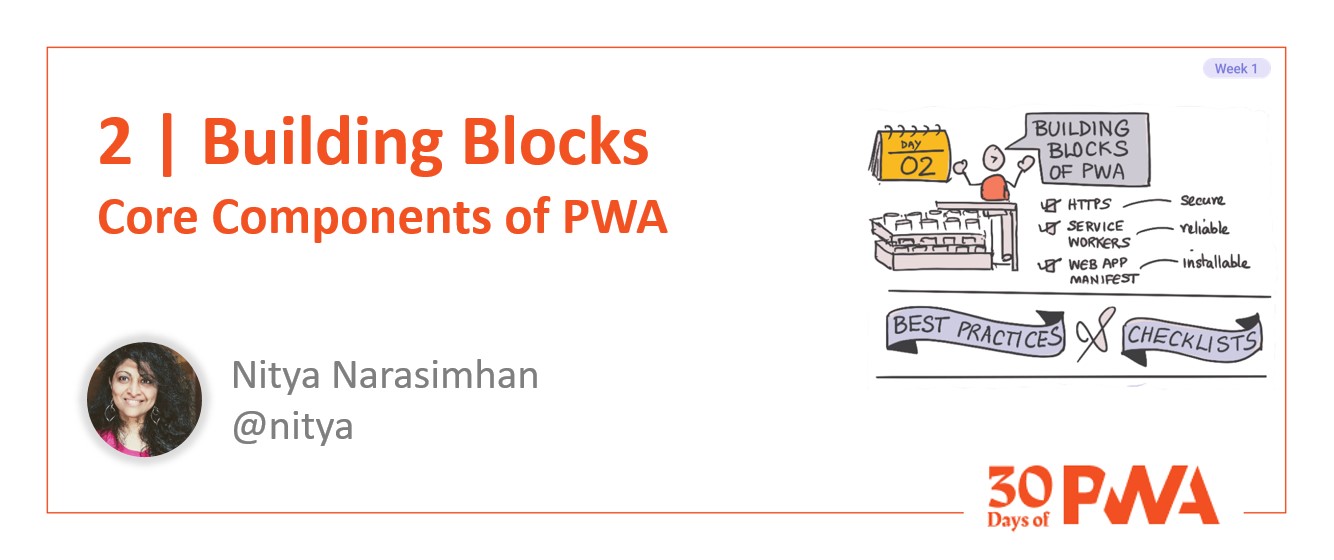 Week 1
2 | Building Blocks
Core Components of PWA
Nitya Narasimhan
@nitya
DAY
02
BUILDING
BLOCKS
OF PWA
HTTPS secure
SERVICE
WORKERS reliable
WEB APP
MANIFEST installable
BEST PRACTICES & CHECKLISTS
30
Days of
PWA